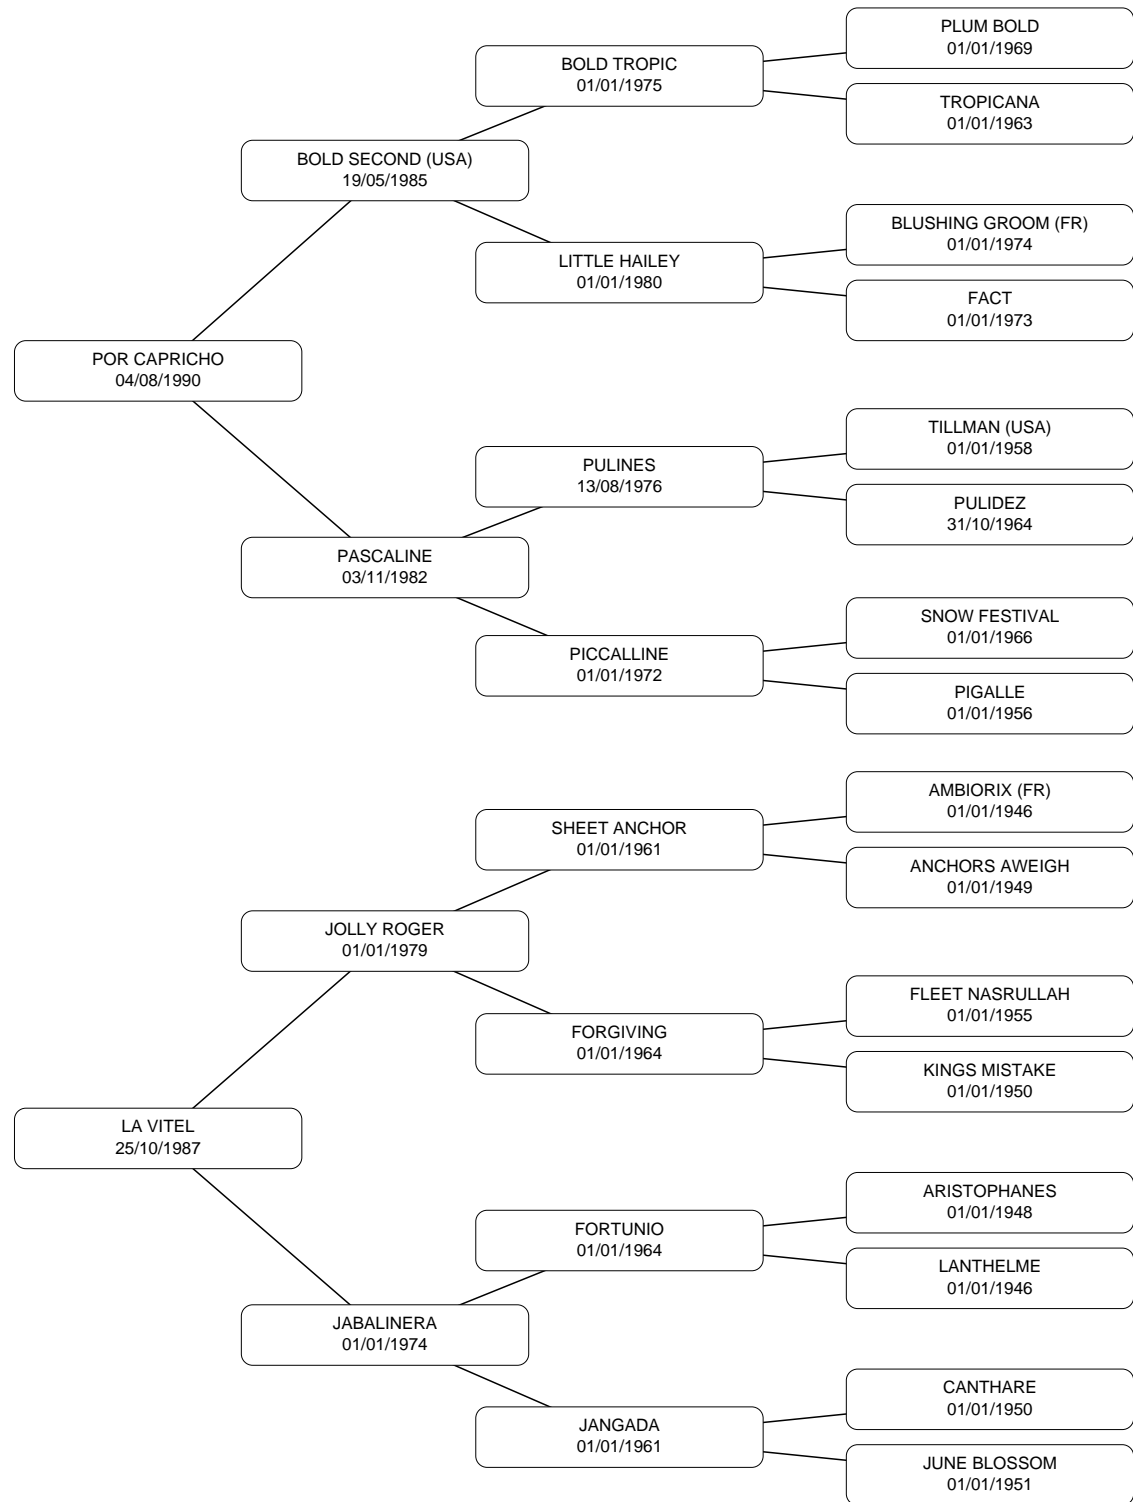 PLUM BOLD
01/01/1969
BOLD TROPIC
01/01/1975
TROPICANA
01/01/1963
BOLD SECOND (USA)
19/05/1985
BLUSHING GROOM (FR)
01/01/1974
LITTLE HAILEY
01/01/1980
FACT
01/01/1973
POR CAPRICHO
04/08/1990
TILLMAN (USA)
01/01/1958
PULINES
13/08/1976
PULIDEZ
31/10/1964
PASCALINE
03/11/1982
SNOW FESTIVAL
01/01/1966
PICCALLINE
01/01/1972
PIGALLE
01/01/1956
AMBIORIX (FR)
01/01/1946
SHEET ANCHOR
01/01/1961
ANCHORS AWEIGH
01/01/1949
JOLLY ROGER
01/01/1979
FLEET NASRULLAH
01/01/1955
FORGIVING
01/01/1964
KINGS MISTAKE
01/01/1950
LA VITEL
25/10/1987
ARISTOPHANES
01/01/1948
FORTUNIO
01/01/1964
LANTHELME
01/01/1946
JABALINERA
01/01/1974
CANTHARE
01/01/1950
JANGADA
01/01/1961
JUNE BLOSSOM
01/01/1951